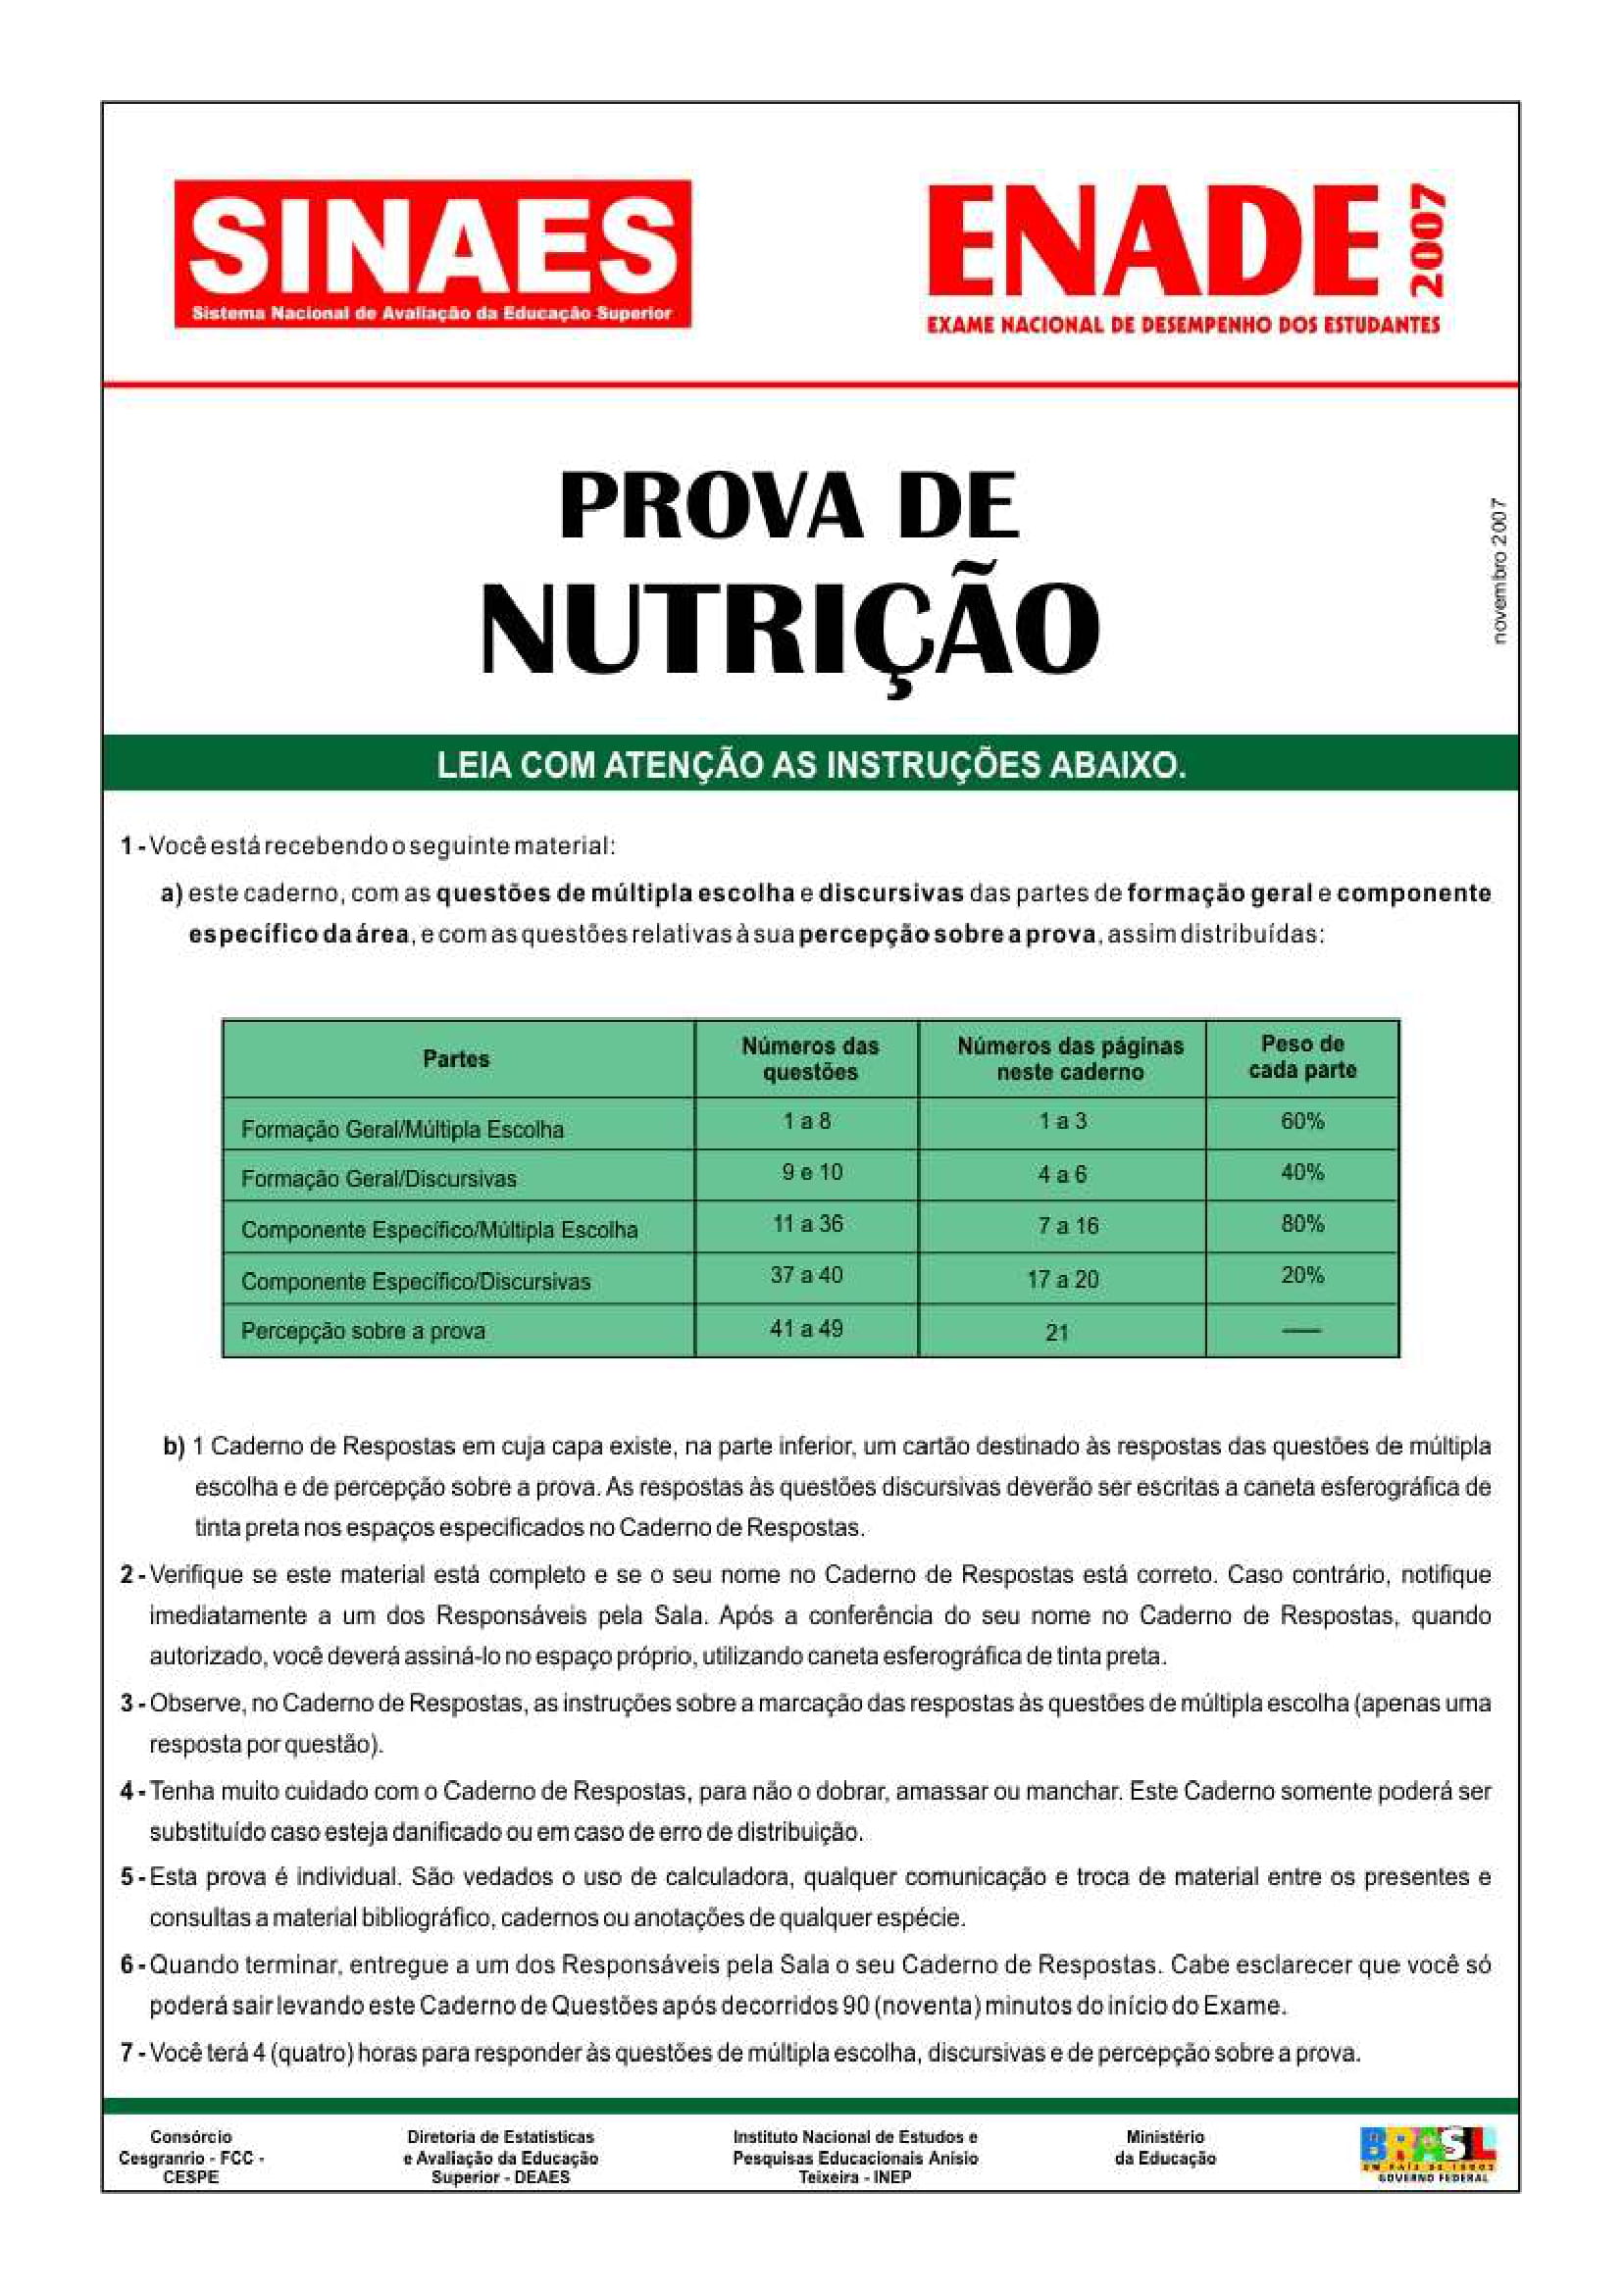 SINAES
Sistema Nacional de Avaliação da Educação Superior
ENADE 2007
EXAME NACIONAL DE DESEMPENHO DOS ESTUDANTES
PROVA DE
NUTRIÇÃO
novembro 2007
LEIA COM ATENÇÃO AS INSTRUÇÕES ABAIXO.
1 - Você está recebendo o seguinte material:
a) este caderno, com as questões de múltipla escolha e discursivas das partes de formação geral e componente
específico da área, e com as questões relativas à sua percepção sobre a prova, assim distribuídas:
Partes
Números das
questões
Números das páginas
neste caderno
Peso de
cada parte
Formação Geral/Múltipla Escolha 1 a 8 1 a 3 60%
Formação Geral/Discursivas 9 e 10 4 a 6 40%
Componente Específico/Múltipla Escolha 11 a 36 7 a 16 80%
Componente Específico/Discursivas 37 a 40 17 a 20 20%
Percepção sobre a prova 41 a 49 21 —
b) 1 Caderno de Respostas em cuja capa existe, na parte inferior, um cartão destinado às respostas das questões de múltipla
escolha e de percepção sobre a prova. As respostas às questões discursivas deverão ser escritas a caneta esferográfica de
tinta preta nos espaços especificados no Caderno de Respostas.
2 - Verifique se este material está completo e se o seu nome no Caderno de Respostas está correto. Caso contrário, notifique
imediatamente a um dos Responsáveis pela Sala. Após a conferência do seu nome no Caderno de Respostas, quando
autorizado, você deverá assiná-lo no espaço próprio, utilizando caneta esferográfica de tinta preta.
3 - Observe, no Caderno de Respostas, as instruções sobre a marcação das respostas às questões de múltipla escolha (apenas uma
resposta por questão).
4 - Tenha muito cuidado com o Caderno de Respostas, para não o dobrar, amassar ou manchar. Este Caderno somente poderá ser
substituído caso esteja danificado ou em caso de erro de distribuição.
5 - Esta prova é individual. São vedados o uso de calculadora, qualquer comunicação e troca de material entre os presentes e
consultas a material bibliográfico, cadernos ou anotações de qualquer espécie.
6 - Quando terminar, entregue a um dos Responsáveis pela Sala o seu Caderno de Respostas. Cabe esclarecer que você só
poderá sair levando este Caderno de Questões após decorridos 90 (noventa) minutos do início do Exame.
7 - Você terá 4 (quatro) horas para responder às questões de múltipla escolha, discursivas e de percepção sobre a prova.
Consórcio
Cesgranrio - FCC -
CESPE
Diretoria de Estatísticas
e Avaliação da Educação
Superior - DEAES
Instituto Nacional de Estudos e
Pesquisas Educacionais Anísio
Teixeira - INEP
Ministério
da Educação
BRASIL
UM PAÍS DE TODOS
GOVERNO FEDERAL